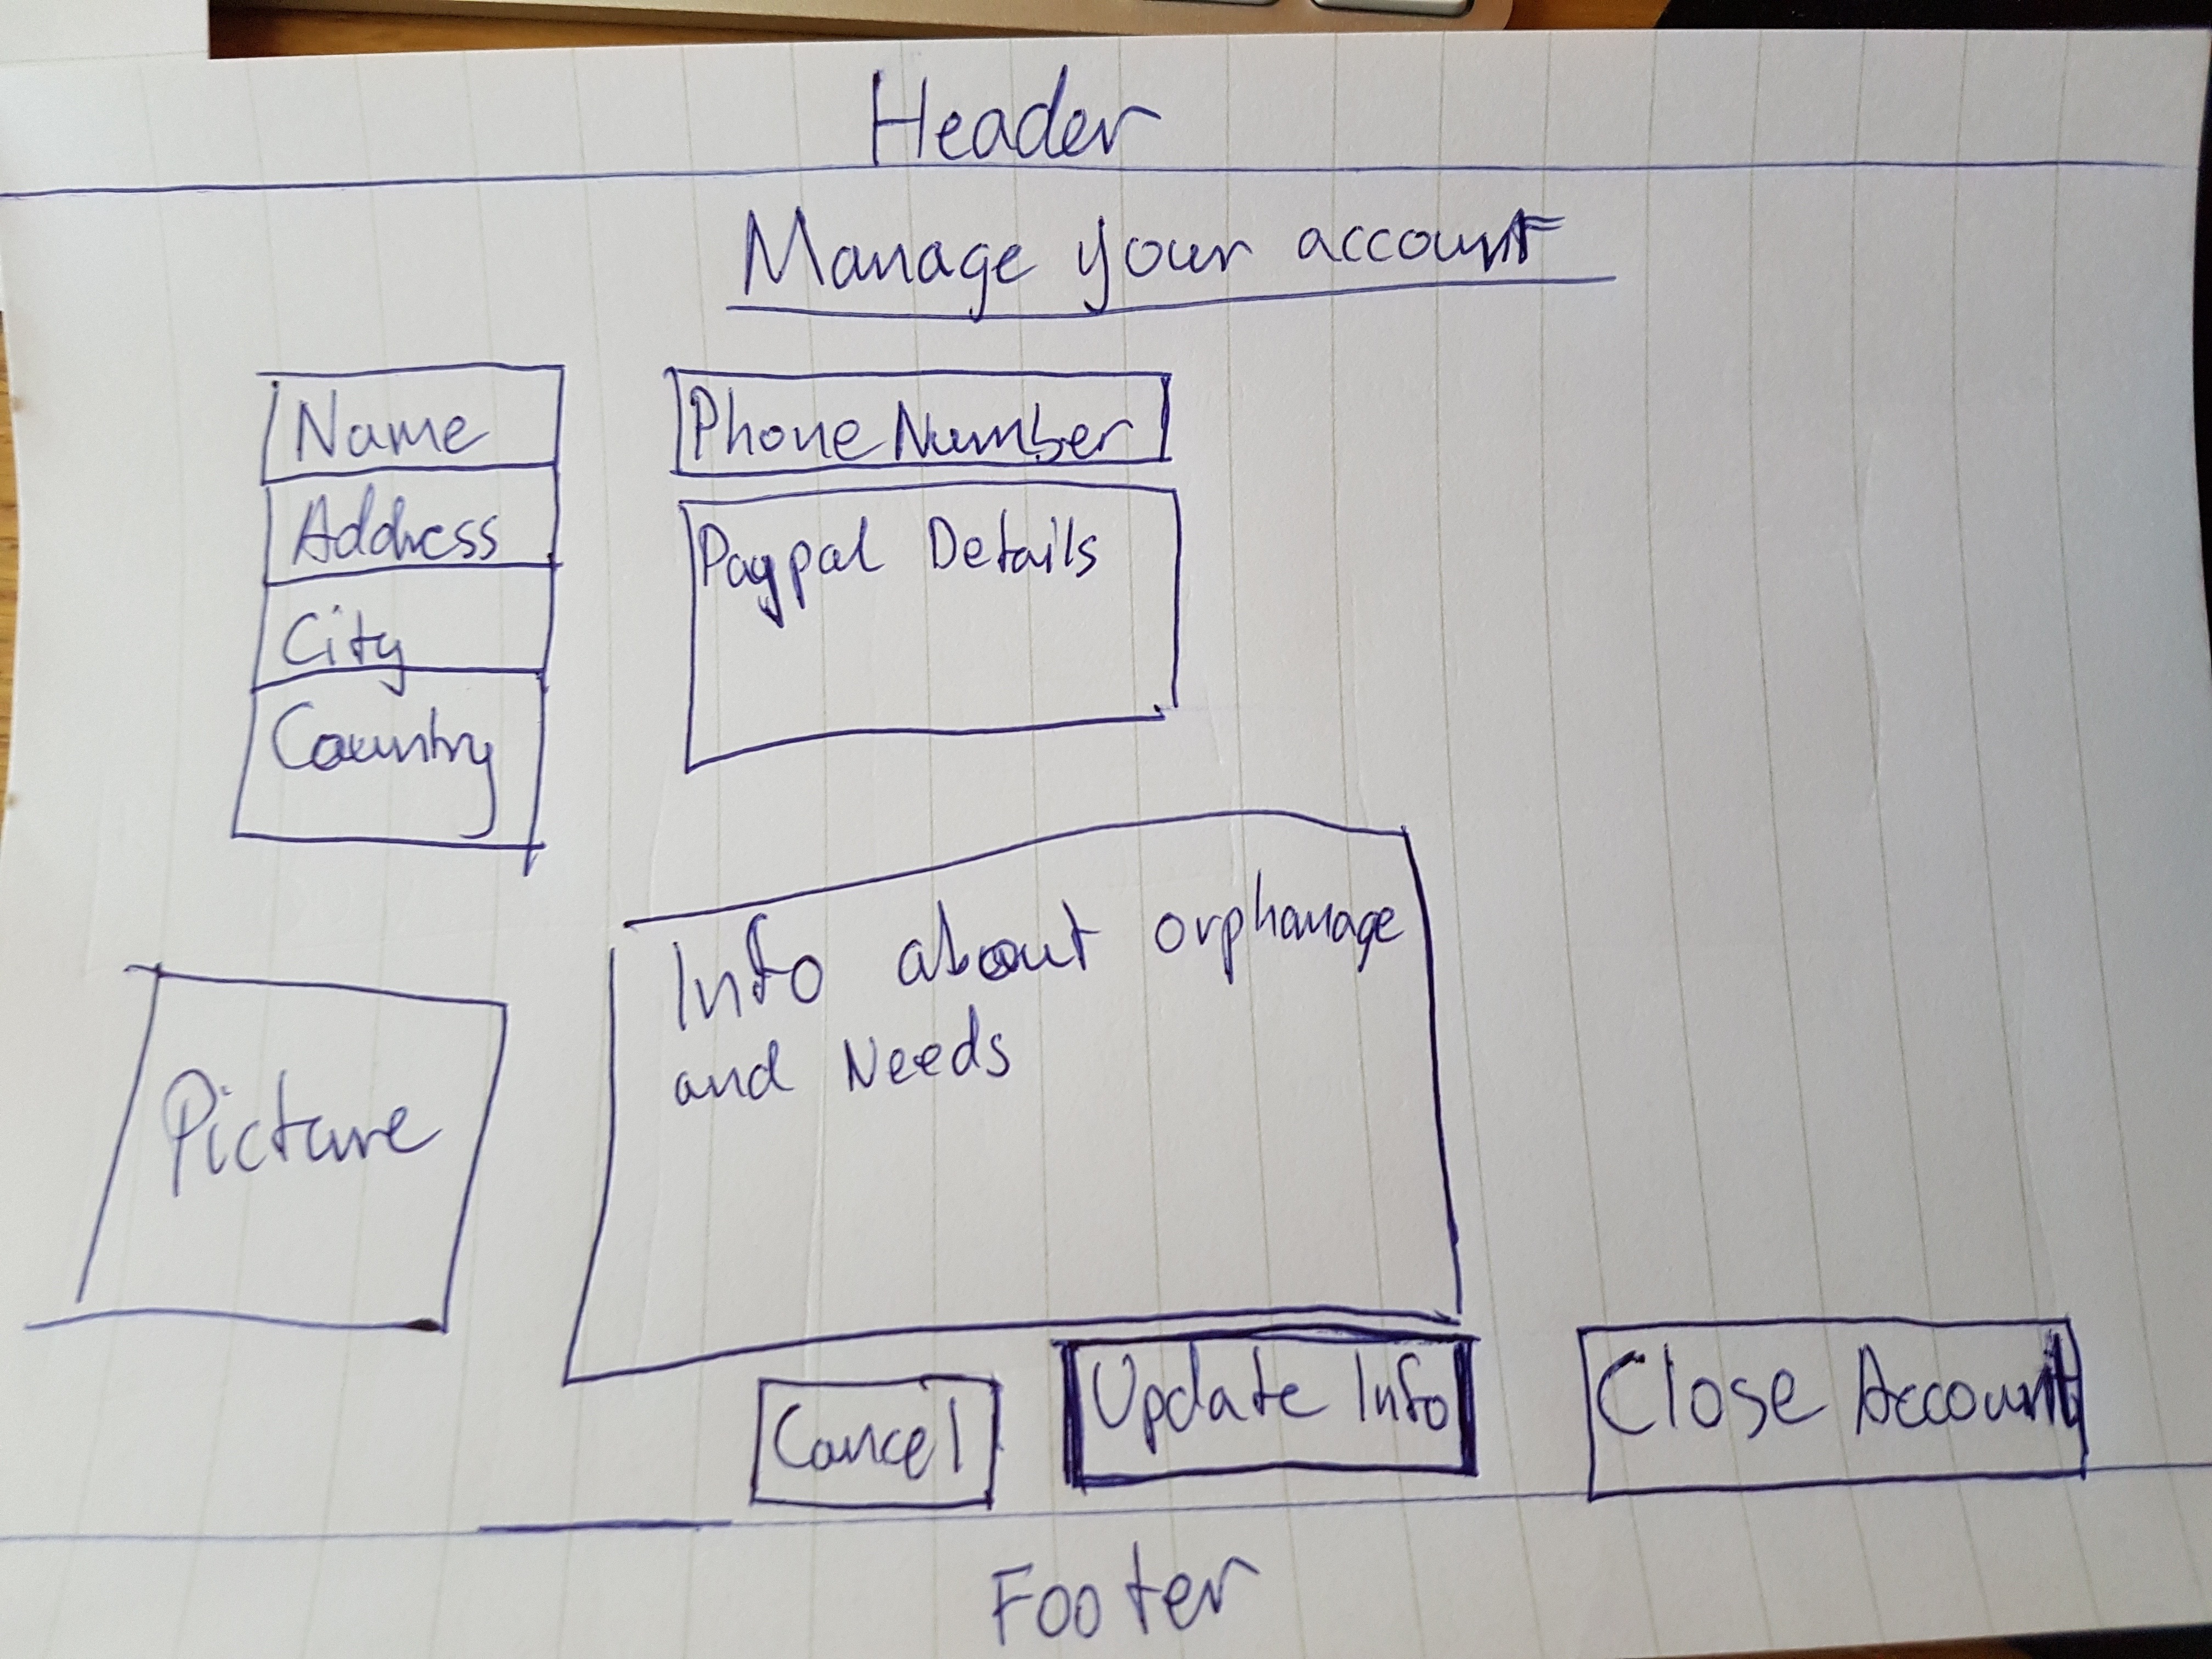 Header
Manage your account
Name
Address
City
Country
Phone Number
Paypal Details
Picture
Info about orphanage
and Needs
Cancel
Update Info
Close Account
Footer